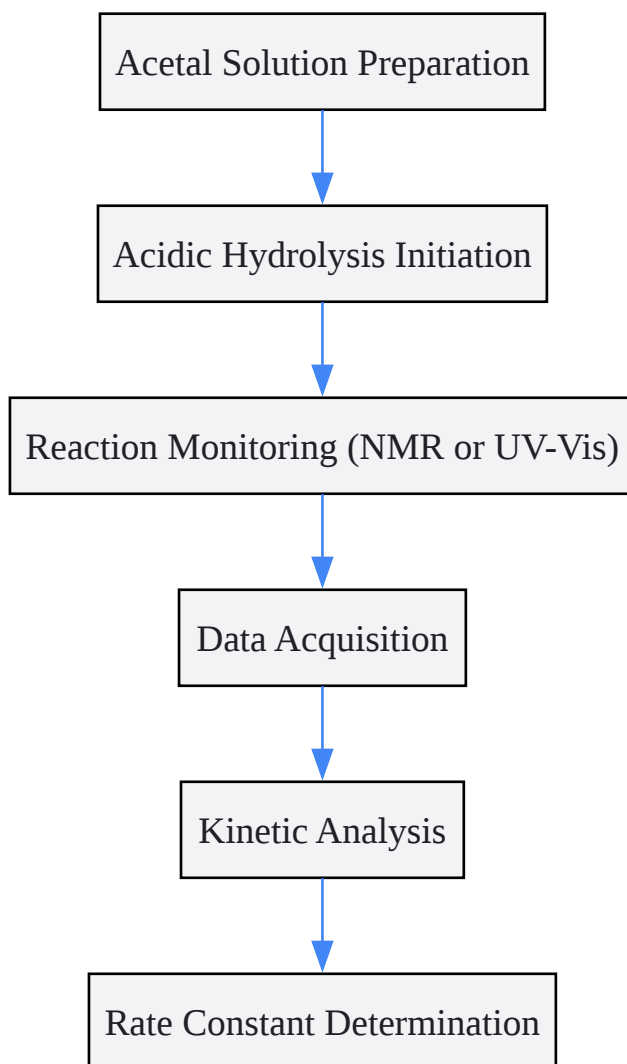 Acetal Solution Preparation
Acidic Hydrolysis Initiation
Reaction Monitoring (NMR or UV-Vis)
Data Acquisition
Kinetic Analysis
Rate Constant Determination